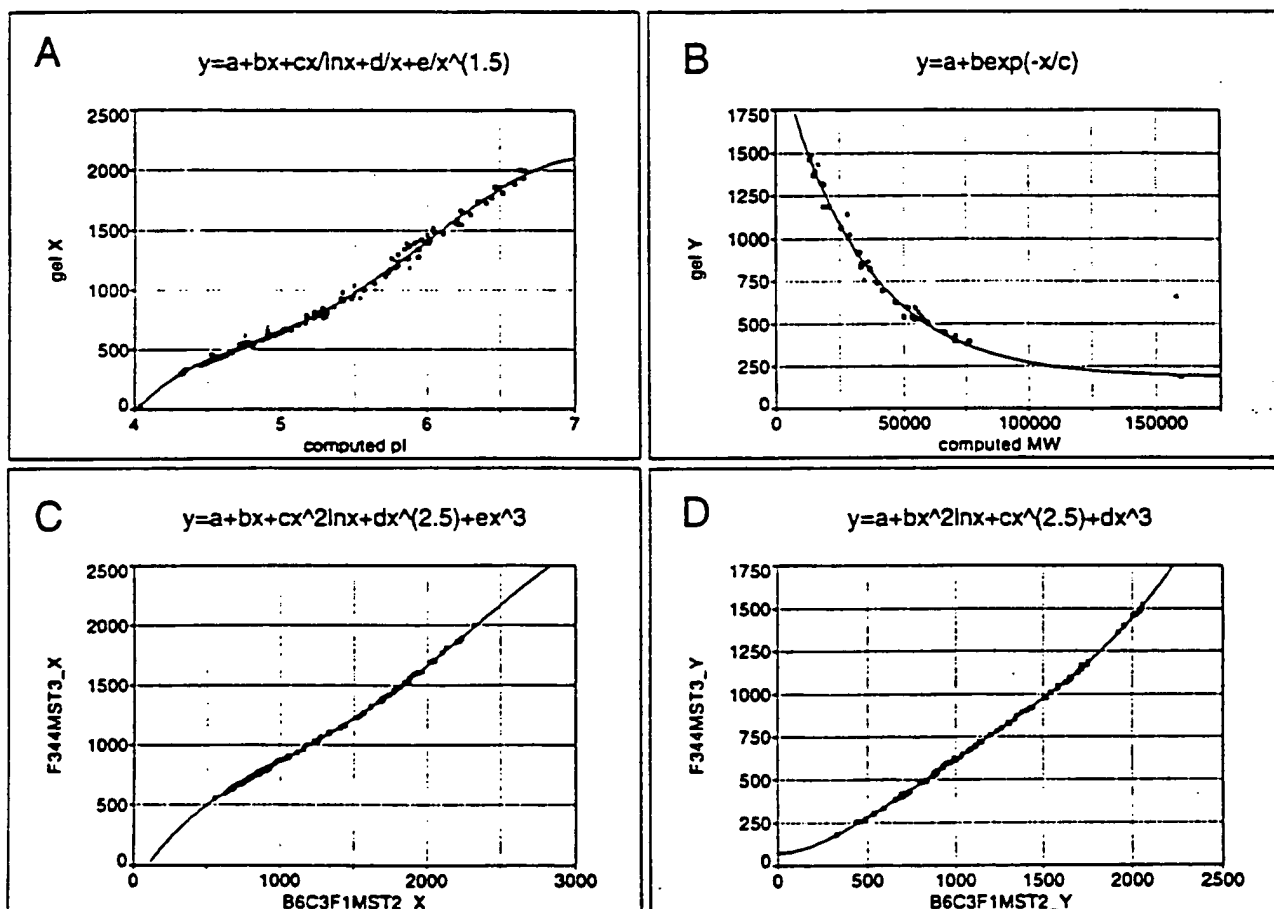 A
y=a+bx+cx/lnx+d/x+e/x^(1.5)
2500
2000
1500
1000
500
0
gel X
4
5
6
7
computed pI
B
y=a+bexp(-x/c)
1750
1500
1250
1000
750
500
250
0
gel Y
0
50000
100000
150000
computed MW
C
y=a+bx+cx^2lnx+dx^(2.5)+ex^3
2500
2000
1500
1000
500
0
F344MST3_X
0
1000
2000
3000
B6C3F1MST2_X
D
y=a+bx^2lnx+cx^(2.5)+dx^3
1750
1500
1250
1000
750
500
250
0
F344MST3_Y
0
500
1000
1500
2000
2500
B6C3F1MST2_Y